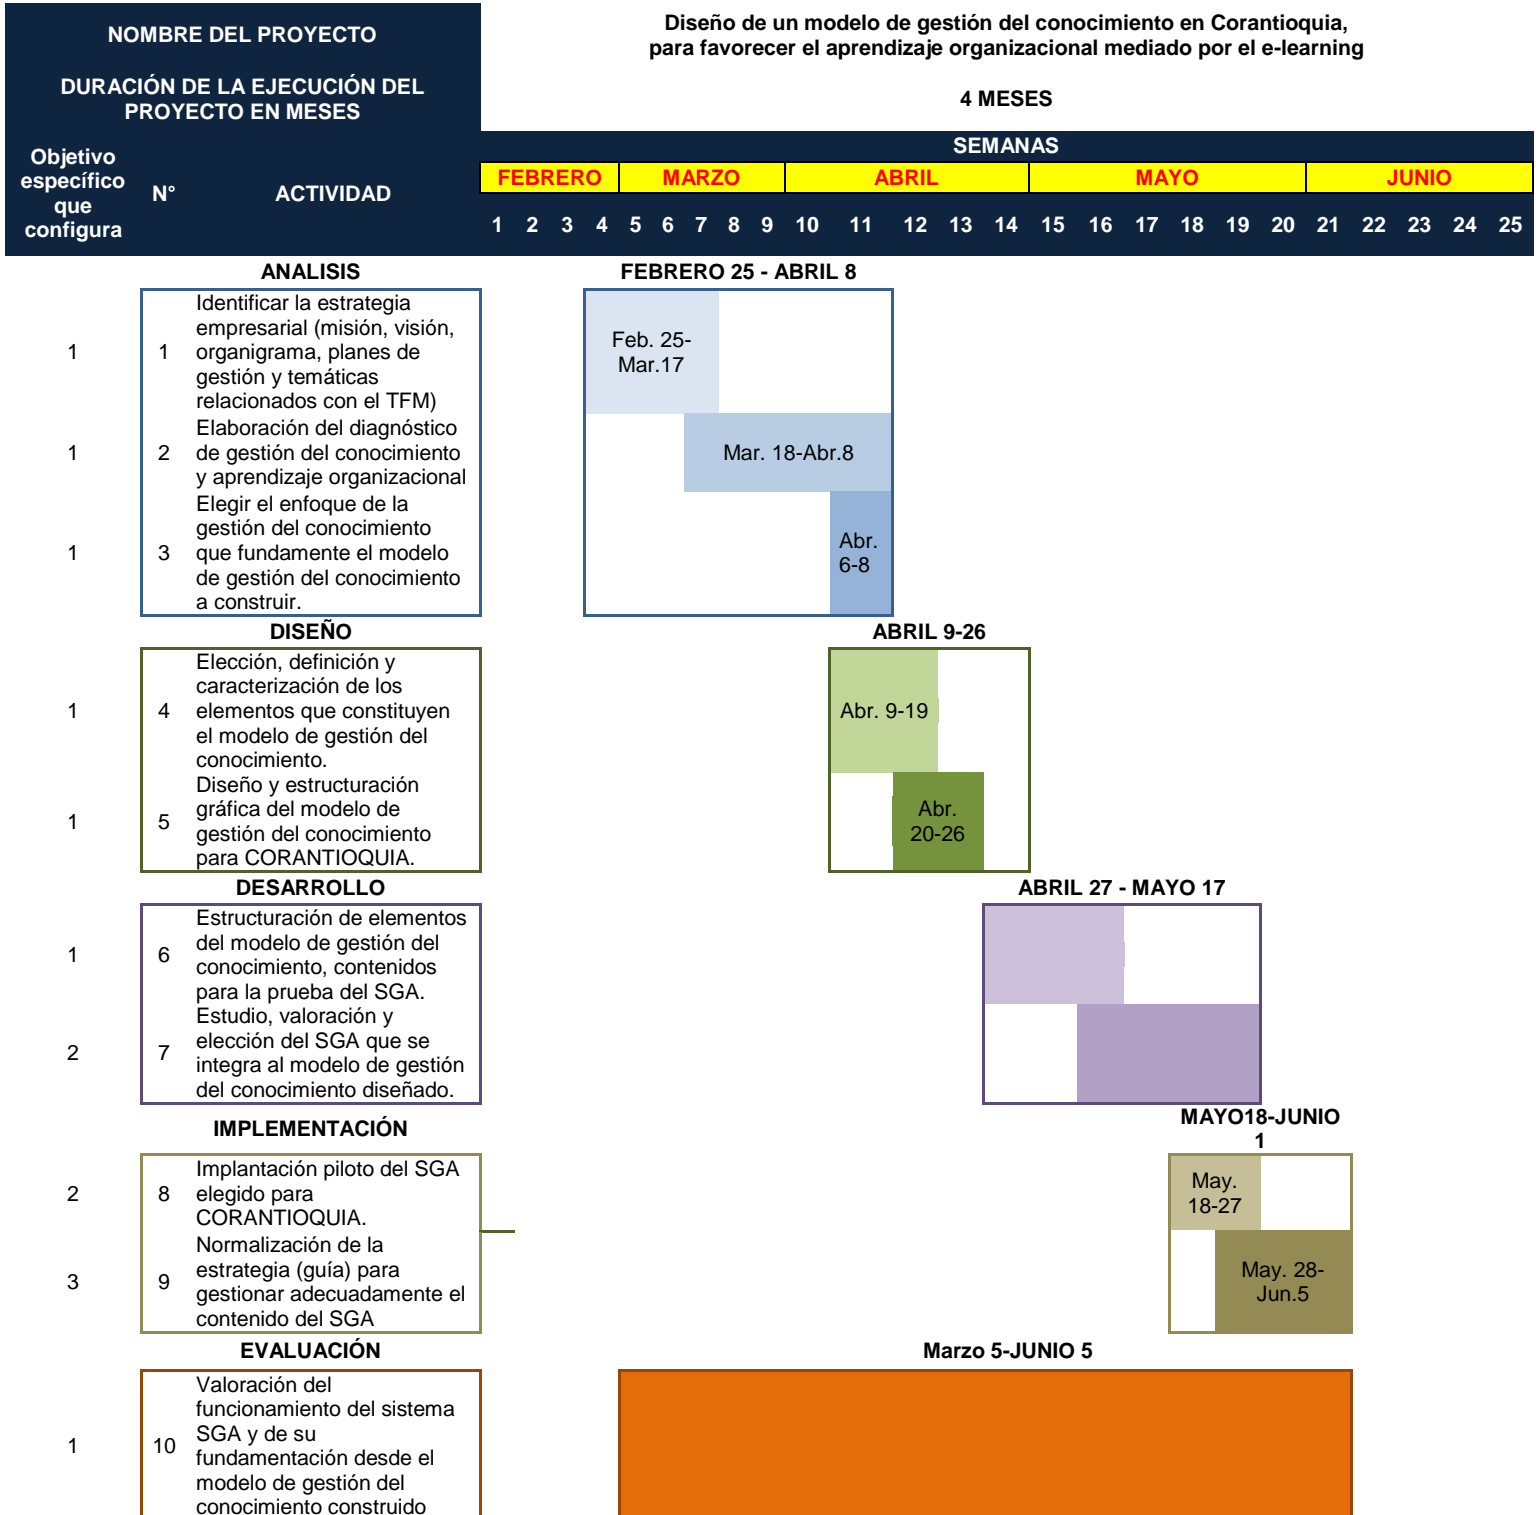 NOMBRE DEL PROYECTO
Diseño de un modelo de gestión del conocimiento en Corantioquia,
para favorecer el aprendizaje organizacional mediado por el e-learning
DURACIÓN DE LA EJECUCIÓN DEL
PROYECTO EN MESES
4 MESES
Objetivo
específico
que
configura
N°
ACTIVIDAD
SEMANAS
FEBRERO MARZO ABRIL MAYO JUNIO
1 2 3 4 5 6 7 8 9 10 11 12 13 14 15 16 17 18 19 20 21 22 23 24 25
ANALISIS
FEBRERO 25 - ABRIL 8
1
1
Identificar la estrategia
empresarial (misión, visión,
organigrama, planes de
gestión y temáticas
relacionados con el TFM)
Feb. 25-
Mar.17
1
2
Elaboración del diagnóstico
de gestión del conocimiento
y aprendizaje organizacional
Mar. 18-Abr.8
1
3
Elegir el enfoque de la
gestión del conocimiento
que fundamente el modelo
de gestión del conocimiento
a construir.
Abr.
6-8
DISEÑO
ABRIL 9-26
1
4
Elección, definición y
caracterización de los
elementos que constituyen
el modelo de gestión del
conocimiento.
Abr. 9-19
1
5
Diseño y estructuración
gráfica del modelo de
gestión del conocimiento
para CORANTIOQUIA.
Abr.
20-26
DESARROLLO
ABRIL 27 - MAYO 17
1
6
Estructuración de elementos
del modelo de gestión del
conocimiento, contenidos
para la prueba del SGA.
2
7
Estudio, valoración y
elección del SGA que se
integra al modelo de gestión
del conocimiento diseñado.
IMPLEMENTACIÓN
MAYO18-JUNIO
1
2
8
Implantación piloto del SGA
elegido para
CORANTIOQUIA.
May.
18-27
3
9
Normalización de la
estrategia (guía) para
gestionar adecuadamente el
contenido del SGA
May. 28-
Jun.5
EVALUACIÓN
Marzo 5-JUNIO 5
1
10
Valoración del
funcionamiento del sistema
SGA y de su
fundamentación desde el
modelo de gestión del
conocimiento construido